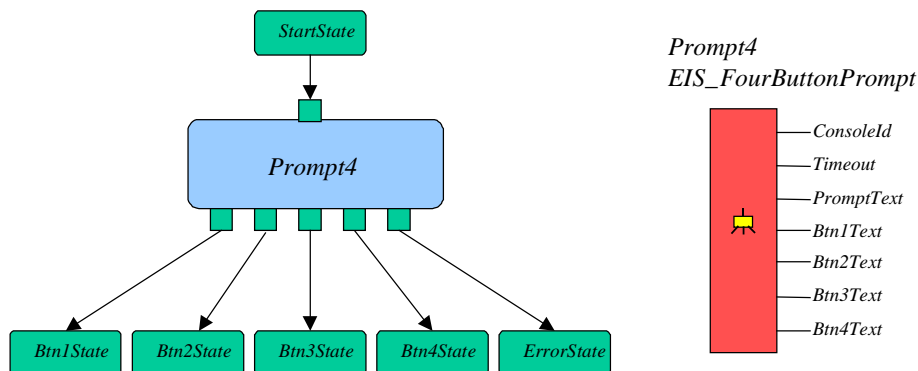 StartState
Prompt4
Btn1State
Btn2State
Btn3State
Btn4State
ErrorState
Prompt4
EIS_FourButtonPrompt
ConsoleId
Timeout
PromptText
Btn1Text
Btn2Text
Btn3Text
Btn4Text